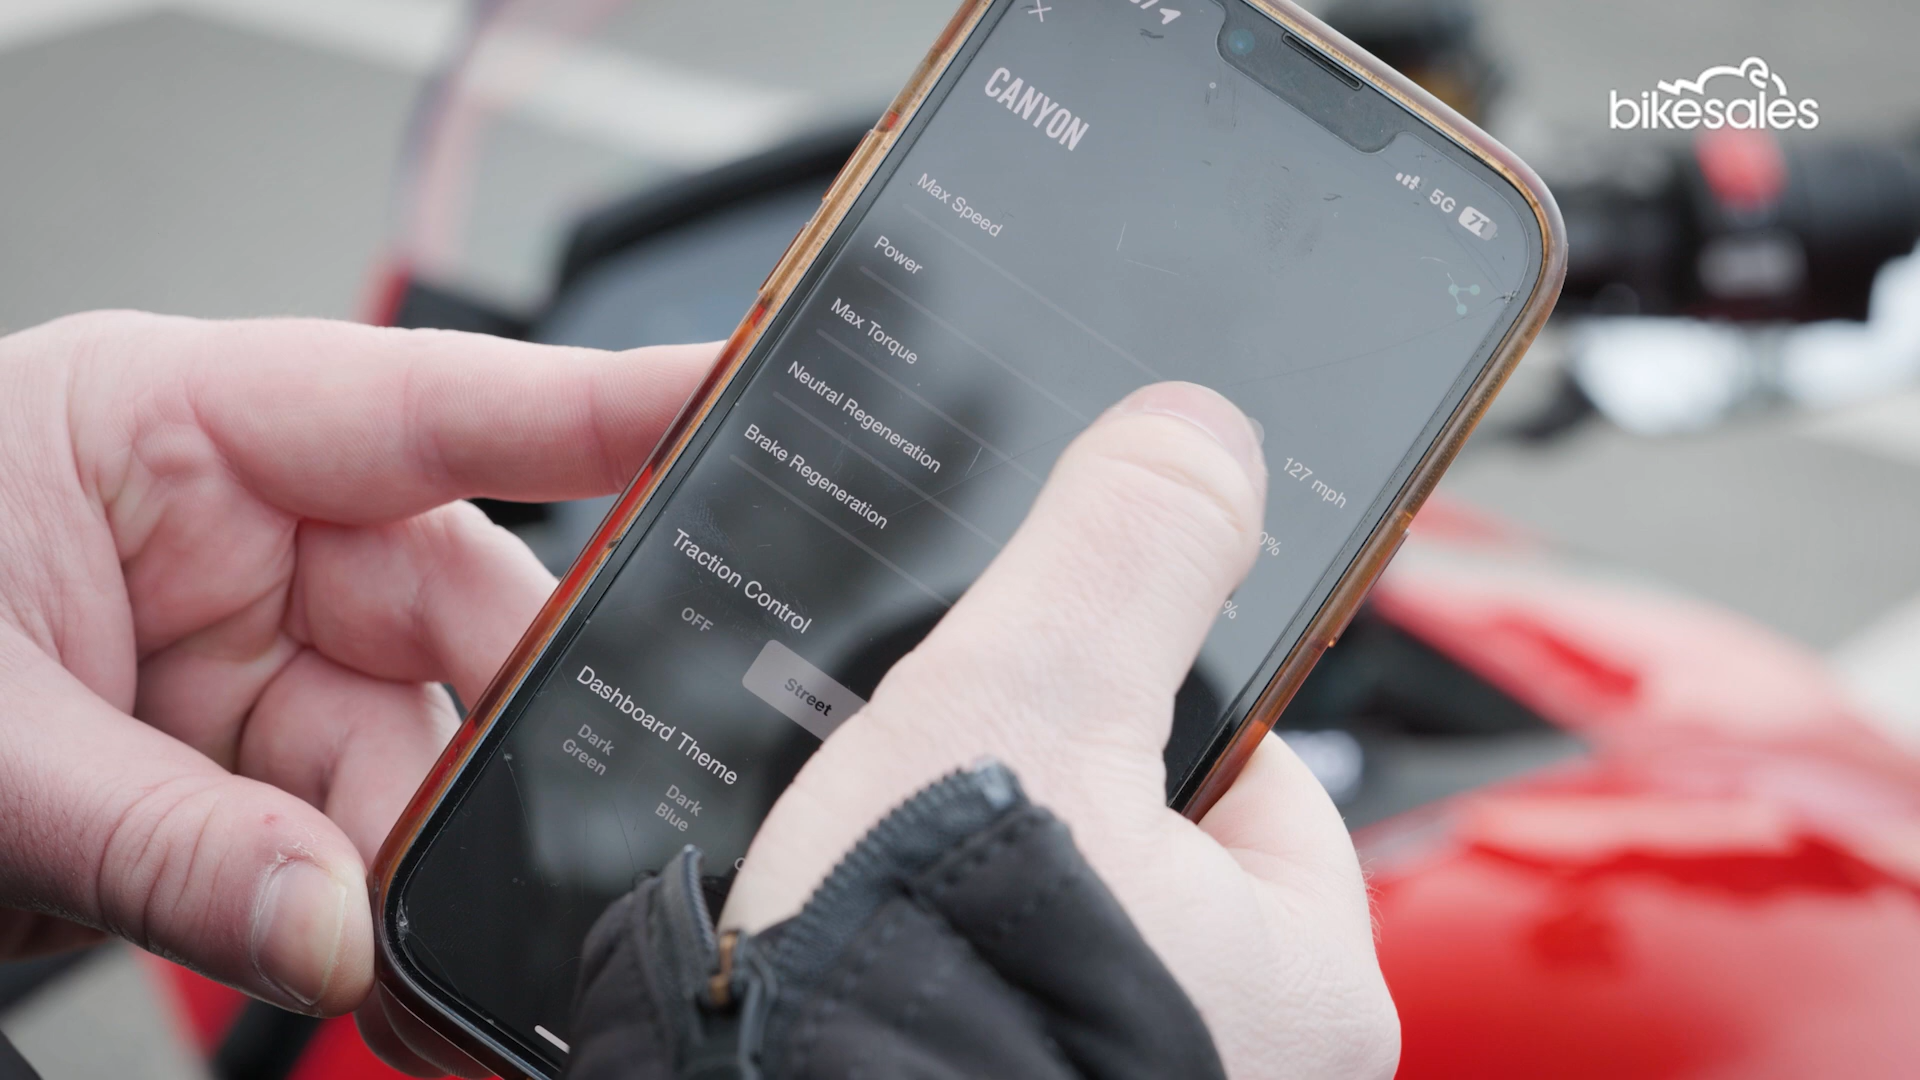 bikesales
5G 71
CANYON
Max Speed
127 mph
Power
Max Torque
%
Neutral Regeneration
Brake Regeneration
Traction Control
OFF
Street
Dashboard Theme
Dark
Green
Dark
Blue